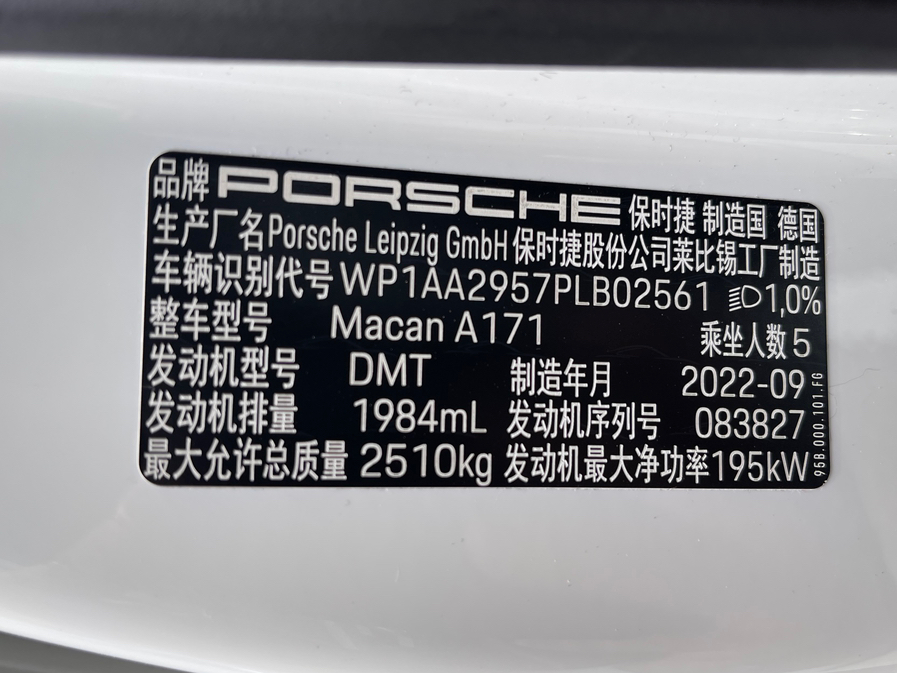 品牌 PORSCHE 保时捷 制造国 德国
生产厂名Porsche Leipzig GmbH 保时捷股份公司莱比锡工厂制造
车辆识别代号 WP1AA2957PLB02561 1,0%
整车型号 Macan A171 乘坐人数 5
发动机型号 DMT 制造年月 2022-09
发动机排量 1984mL 发动机序列号 083827
最大允许总质量 2510kg 发动机最大净功率195kW
95B.000.101.FG